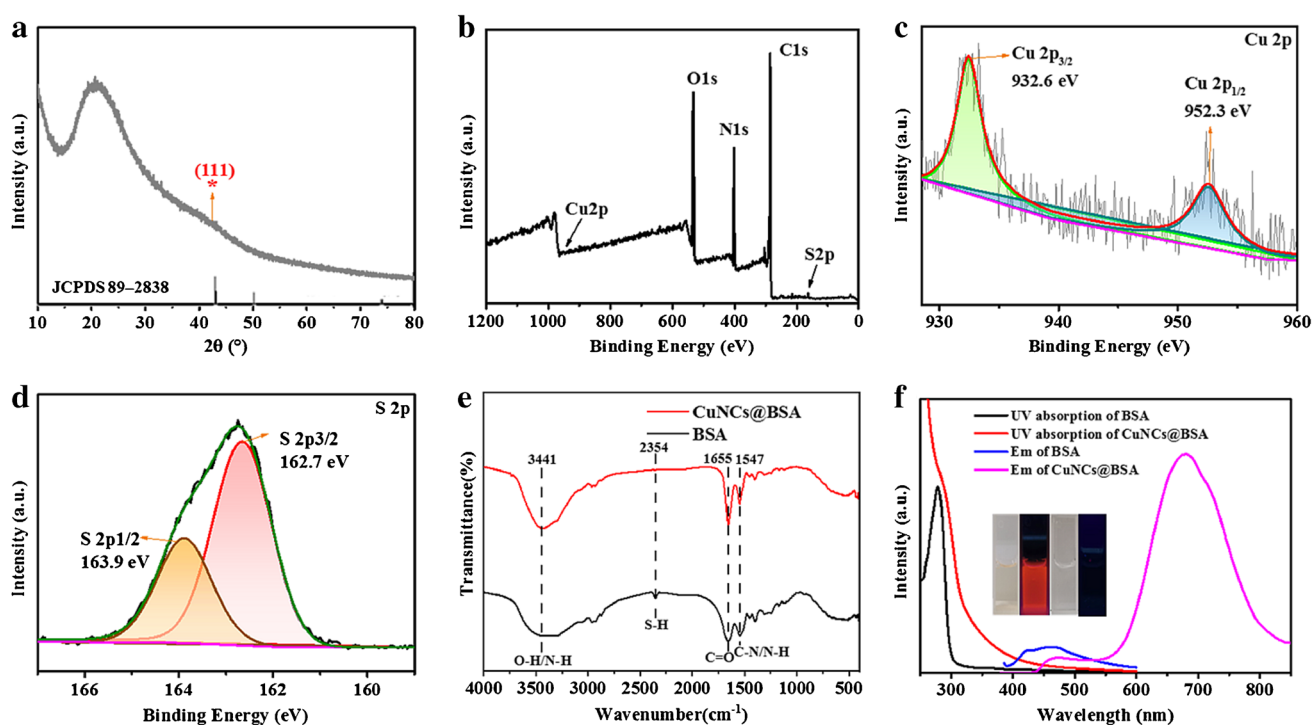 a
Intensity (a.u.)
(111)
*
JCPDS 89–2838
10 20 30 40 50 60 70 80
2θ (°)
b
Intensity (a.u.)
C1s
O1s
N1s
Cu2p
S2p
1200 1000 800 600 400 200 0
Binding Energy (eV)
c
Intensity (a.u.)
Cu 2p
Cu 2p3/2
932.6 eV
Cu 2p1/2
952.3 eV
930 940 950 960
Binding Energy (eV)
d
Intensity (a.u.)
S 2p
S 2p3/2
162.7 eV
S 2p1/2
163.9 eV
166 164 162 160
Binding Energy (eV)
e
Transmittance(%)
CuNCs@BSA
BSA
3441 2354 1655 1547
S-H
O-H/N-H C=O C-N/N-H
4000 3500 3000 2500 2000 1500 1000 500
Wavenumber(cm-1)
f
Intensity (a.u.)
UV absorption of BSA
UV absorption of CuNCs@BSA
Em of BSA
Em of CuNCs@BSA
300 400 500 600 700 800
Wavelength (nm)